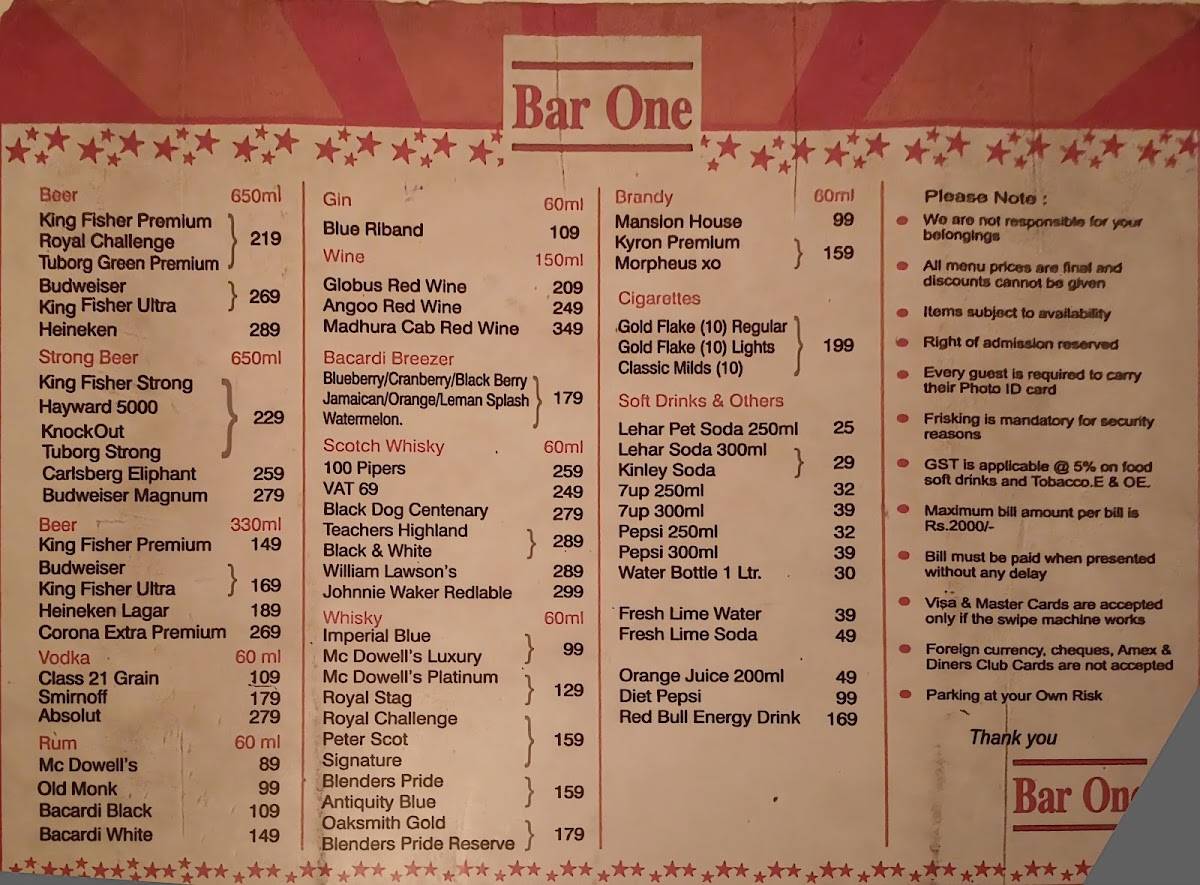 Bar One
Beer 650ml
King Fisher Premium
Royal Challenge 219
Tuborg Green Premium
Budweiser
King Fisher Ultra 269
Heineken 289
Strong Beer 650ml
King Fisher Strong
Hayward 5000
KnockOut 229
Tuborg Strong
Carlsberg Eliphant 259
Budweiser Magnum 279
Beer 330ml
King Fisher Premium 149
Budweiser
King Fisher Ultra 169
Heineken Lagar 189
Corona Extra Premium 269
Vodka 60 ml
Class 21 Grain 109
Smirnoff 179
Absolut 279
Rum 60 ml
Mc Dowell's 89
Old Monk 99
Bacardi Black 109
Bacardi White 149
Gin 60ml
Blue Riband 109
Wine 150ml
Globus Red Wine 209
Angoo Red Wine 249
Madhura Cab Red Wine 349
Bacardi Breezer
Blueberry/Cranberry/Black Berry
Jamaican/Orange/Leman Splash 179
Watermelon.
Scotch Whisky 60ml
100 Pipers 259
VAT 69 249
Black Dog Centenary 279
Teachers Highland
Black & White 289
William Lawson's 289
Johnnie Waker Redlable 299
Whisky 60ml
Imperial Blue
Mc Dowell's Luxury 99
Mc Dowell's Platinum
Royal Stag 129
Royal Challenge
Peter Scot 159
Signature
Blenders Pride
Antiquity Blue 159
Oaksmith Gold
Blenders Pride Reserve 179
Brandy 60ml
Mansion House 99
Kyron Premium
Morpheus xo 159
Cigarettes
Gold Flake (10) Regular
Gold Flake (10) Lights 199
Classic Milds (10)
Soft Drinks & Others
Lehar Pet Soda 250ml 25
Lehar Soda 300ml
Kinley Soda 29
7up 250ml 32
7up 300ml 39
Pepsi 250ml 32
Pepsi 300ml 39
Water Bottle 1 Ltr. 30
Fresh Lime Water 39
Fresh Lime Soda 49
Orange Juice 200ml 49
Diet Pepsi 99
Red Bull Energy Drink 169
Please Note :
We are not responsible for your
belongings
All menu prices are final and
discounts cannot be given
Items subject to availability
Right of admission reserved
Every guest is required to carry
their Photo ID card
Frisking is mandatory for security
reasons
GST is applicable @ 5% on food
soft drinks and Tobacco.E & OE.
Maximum bill amount per bill is
Rs.2000/-
Bill must be paid when presented
without any delay
Visa & Master Cards are accepted
only if the swipe machine works
Foreign currency, cheques, Amex &
Diners Club Cards are not accepted
Parking at your Own Risk
Thank you
Bar One